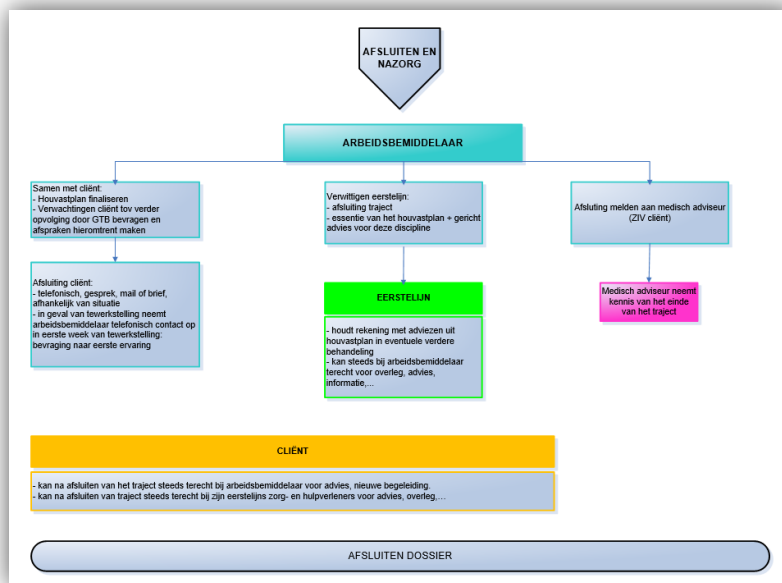 AFSLUITEN EN
NAZORG
ARBEIDSBEMIDDELAAR
Samen met cliënt:
- Houvastplan finaliseren
- Verwachtingen cliënt tov verder
opvolging door GTB bevragen en
afspraken hieromtrent maken
Afsluiting cliënt:
- telefonisch, gesprek, mail of brief,
afhankelijk van situatie
- in geval van tewerkstelling neemt
arbeidsbemiddelaar telefonisch contact op
in eerste week van tewerkstelling:
bevraging naar eerste ervaring
Verwittigen eerstelijn:
- afsluiting traject
- essentie van het houvastplan + gericht
advies voor deze discipline
EERSTELIJN
- houdt rekening met adviezen uit
houvastplan in eventuele verdere
behandeling
- kan steeds bij arbeidsbemiddelaar
terecht voor overleg, advies,
informatie,...
Afsluting melden aan medisch adviseur
(ZIV cliënt)
Medisch adviseur neemt
kennis van het einde
van het traject
CLIËNT
- kan na afsluiten van het traject steeds terecht bij arbeidsbemiddelaar voor advies, nieuwe begeleiding.
- kan na afsluiten van traject steeds terecht bij zijn eerstelijns zorg- en hulpverleners voor advies, overleg,...
AFSLUITEN DOSSIER